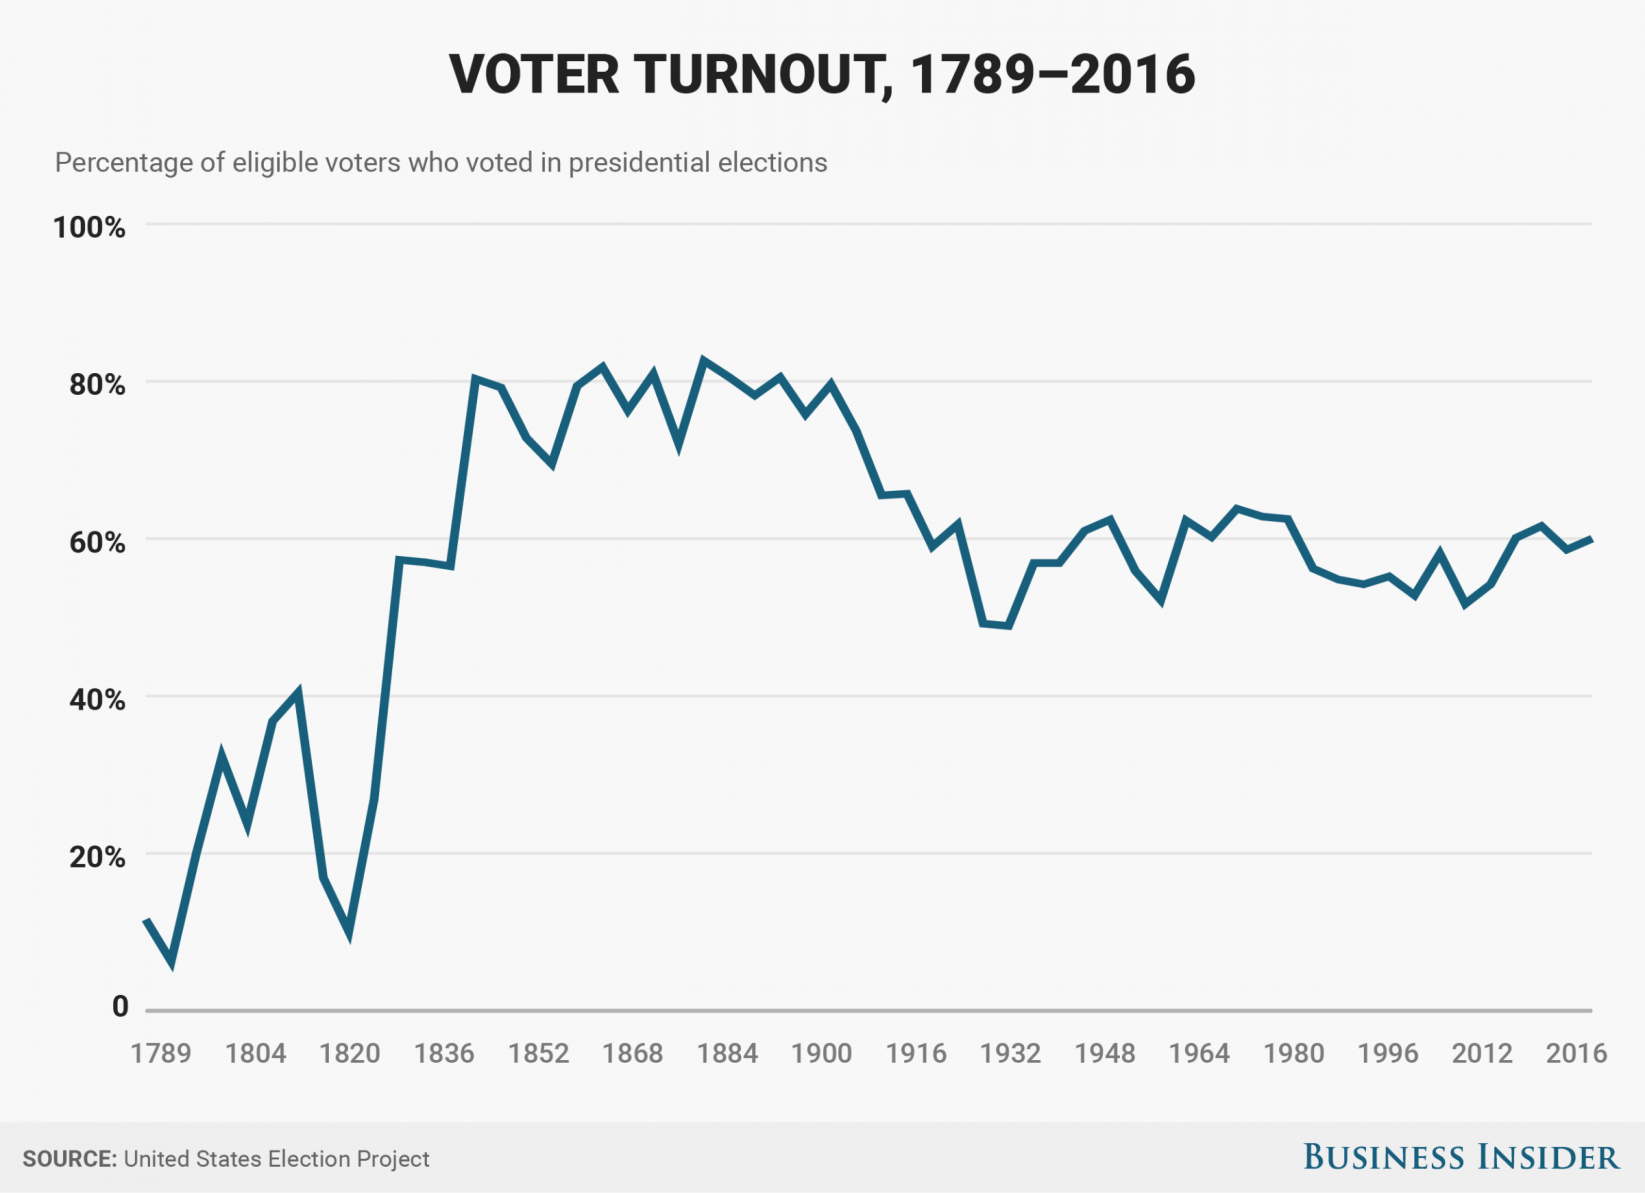 VOTER TURNOUT, 1789–2016
Percentage of eligible voters who voted in presidential elections
100%
80%
60%
40%
20%
0
1789 1804 1820 1836 1852 1868 1884 1900 1916 1932 1948 1964 1980 1996 2012 2016
SOURCE: United States Election Project
BUSINESS INSIDER